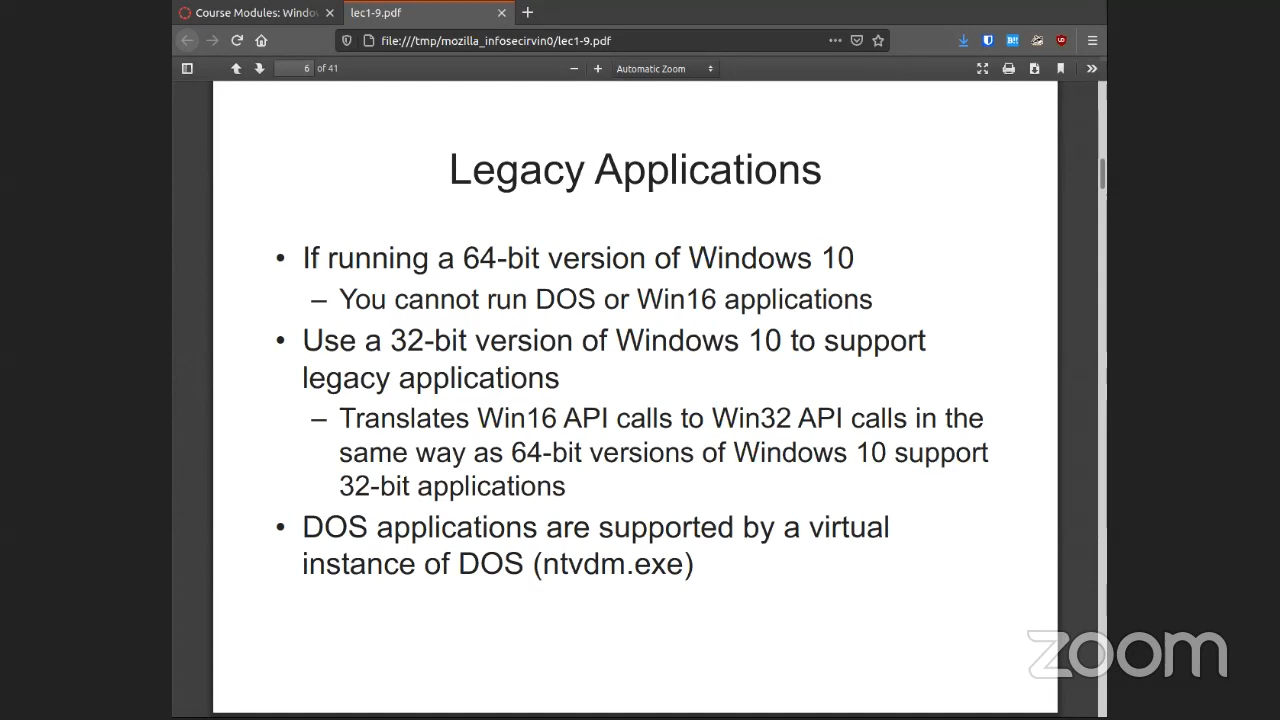 Course Modules: Windo
lec1-9.pdf
file:///tmp/mozilla_infosecirvin0/lec1-9.pdf
6 of 41
Automatic Zoom
Legacy Applications
• If running a 64-bit version of Windows 10
– You cannot run DOS or Win16 applications
• Use a 32-bit version of Windows 10 to support
legacy applications
– Translates Win16 API calls to Win32 API calls in the
same way as 64-bit versions of Windows 10 support
32-bit applications
• DOS applications are supported by a virtual
instance of DOS (ntvdm.exe)
zoom